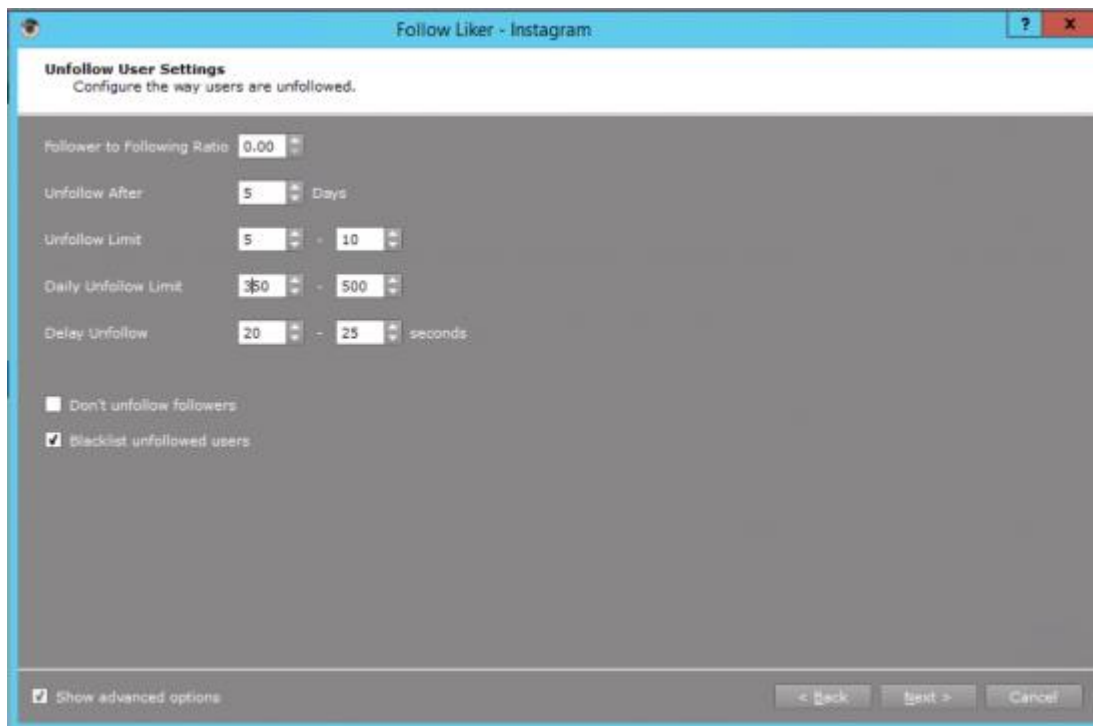 Follow Liker - Instagram
? x
Unfollow User Settings
Configure the way users are unfollowed.
Follower to Following Ratio 0.00
Unfollow After 5 Days
Unfollow Limit 5 - 10
Daily Unfollow Limit 350 - 500
Delay Unfollow 20 - 25 seconds
Don't unfollow followers
Blacklist unfollowed users
Show advanced options < Back Next > Cancel